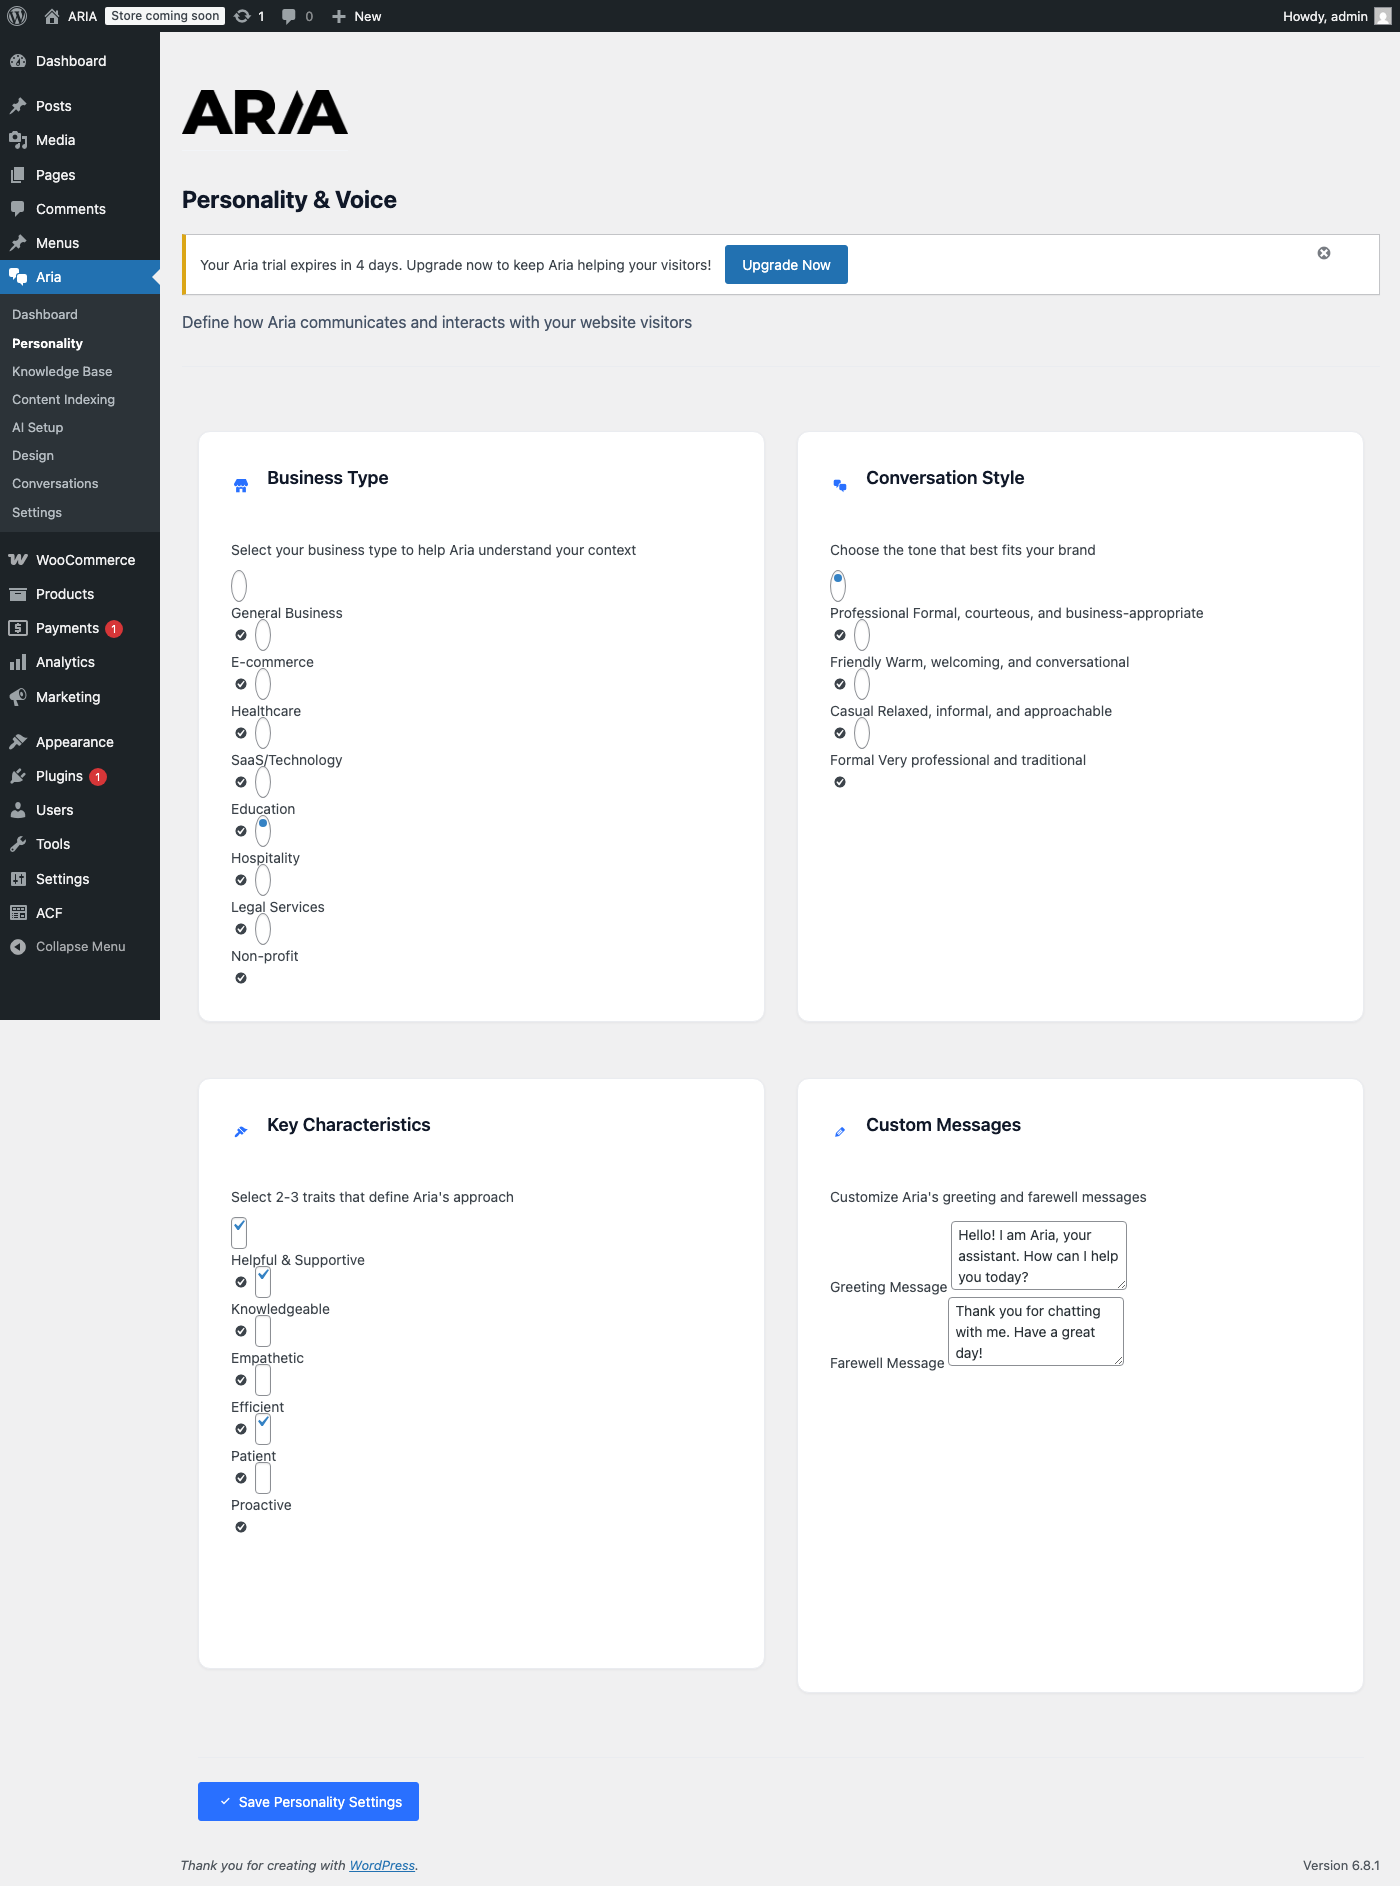 ARIA
Store coming soon
1
0
New
Howdy, admin
Dashboard
Posts
Media
Pages
Comments
Menus
Aria
Dashboard
Personality
Knowledge Base
Content Indexing
AI Setup
Design
Conversations
Settings
WooCommerce
Products
Payments 1
Analytics
Marketing
Appearance
Plugins 1
Users
Tools
Settings
ACF
Collapse Menu
ARIA
Personality & Voice
Your Aria trial expires in 4 days. Upgrade now to keep Aria helping your visitors!
Upgrade Now
Define how Aria communicates and interacts with your website visitors
Business Type
Select your business type to help Aria understand your context
General Business
E-commerce
Healthcare
SaaS/Technology
Education
Hospitality
Legal Services
Non-profit
Conversation Style
Choose the tone that best fits your brand
Professional Formal, courteous, and business-appropriate
Friendly Warm, welcoming, and conversational
Casual Relaxed, informal, and approachable
Formal Very professional and traditional
Key Characteristics
Select 2-3 traits that define Aria's approach
Helpful & Supportive
Knowledgeable
Empathetic
Efficient
Patient
Proactive
Custom Messages
Customize Aria's greeting and farewell messages
Greeting Message
Hello! I am Aria, your
assistant. How can I help
you today?
Farewell Message
Thank you for chatting
with me. Have a great
day!
Save Personality Settings
Thank you for creating with WordPress.
Version 6.8.1